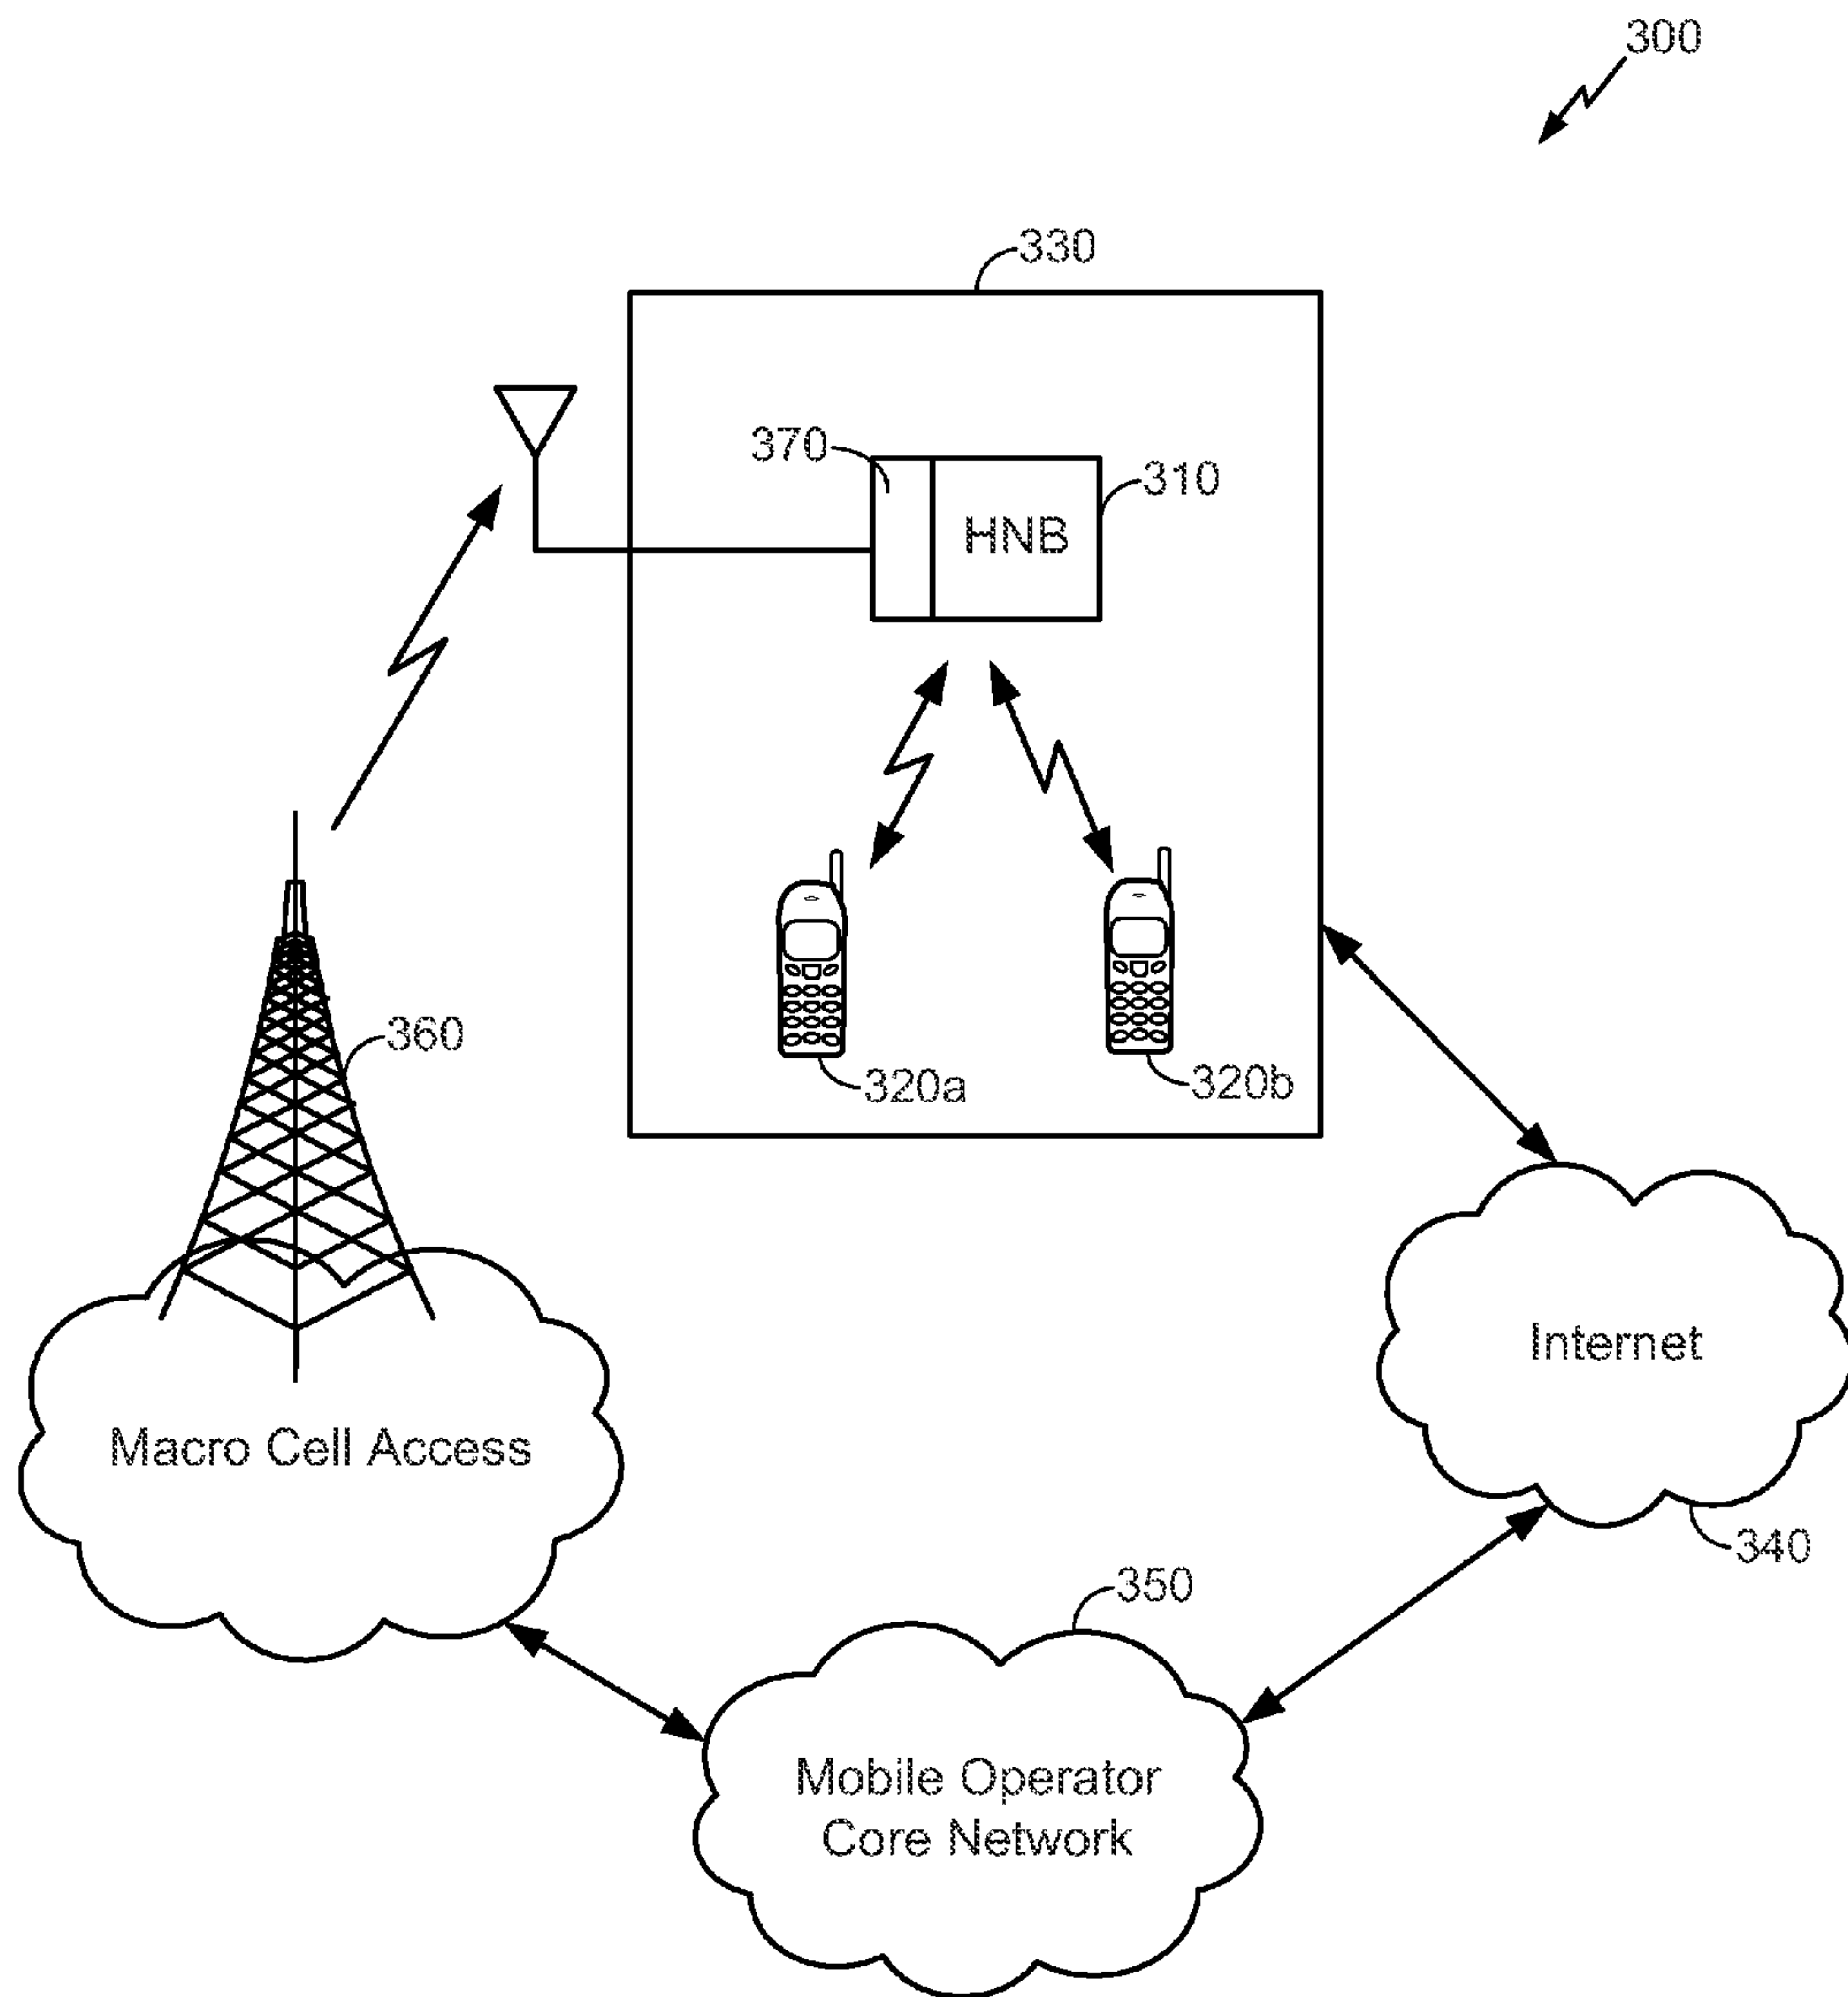 300
330
370
310
HNB
360
320a
320b
Internet
Macro Cell Access
340
350
Mobile Operator
Core Network